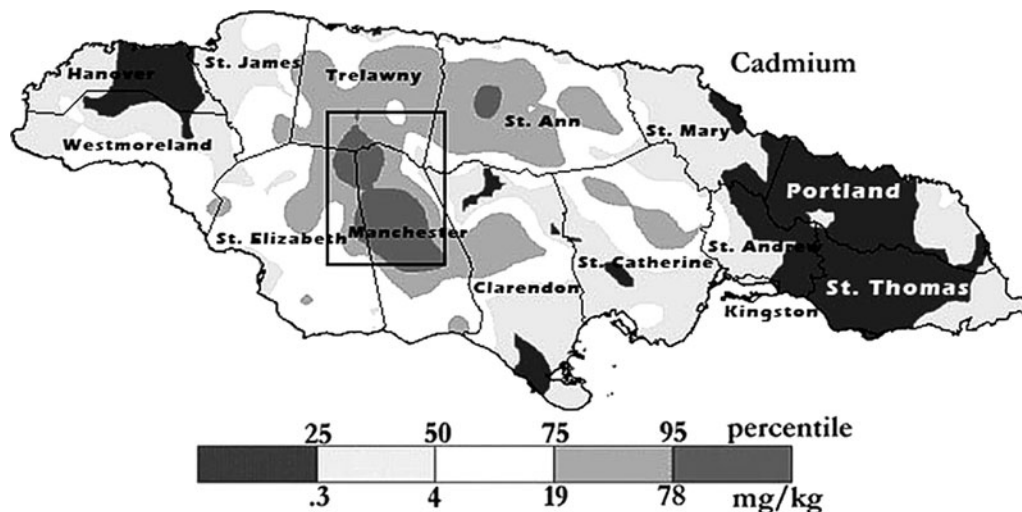 Cadmium
Hanover
St. James
Trelawny
St. Ann
St. Mary
Westmoreland
Portland
St. Elizabeth
Manchester
St. Andrew
St. Catherine
Clarendon
St. Thomas
Kingston
25 50 75 95 percentile
.3 4 19 78 mg/kg